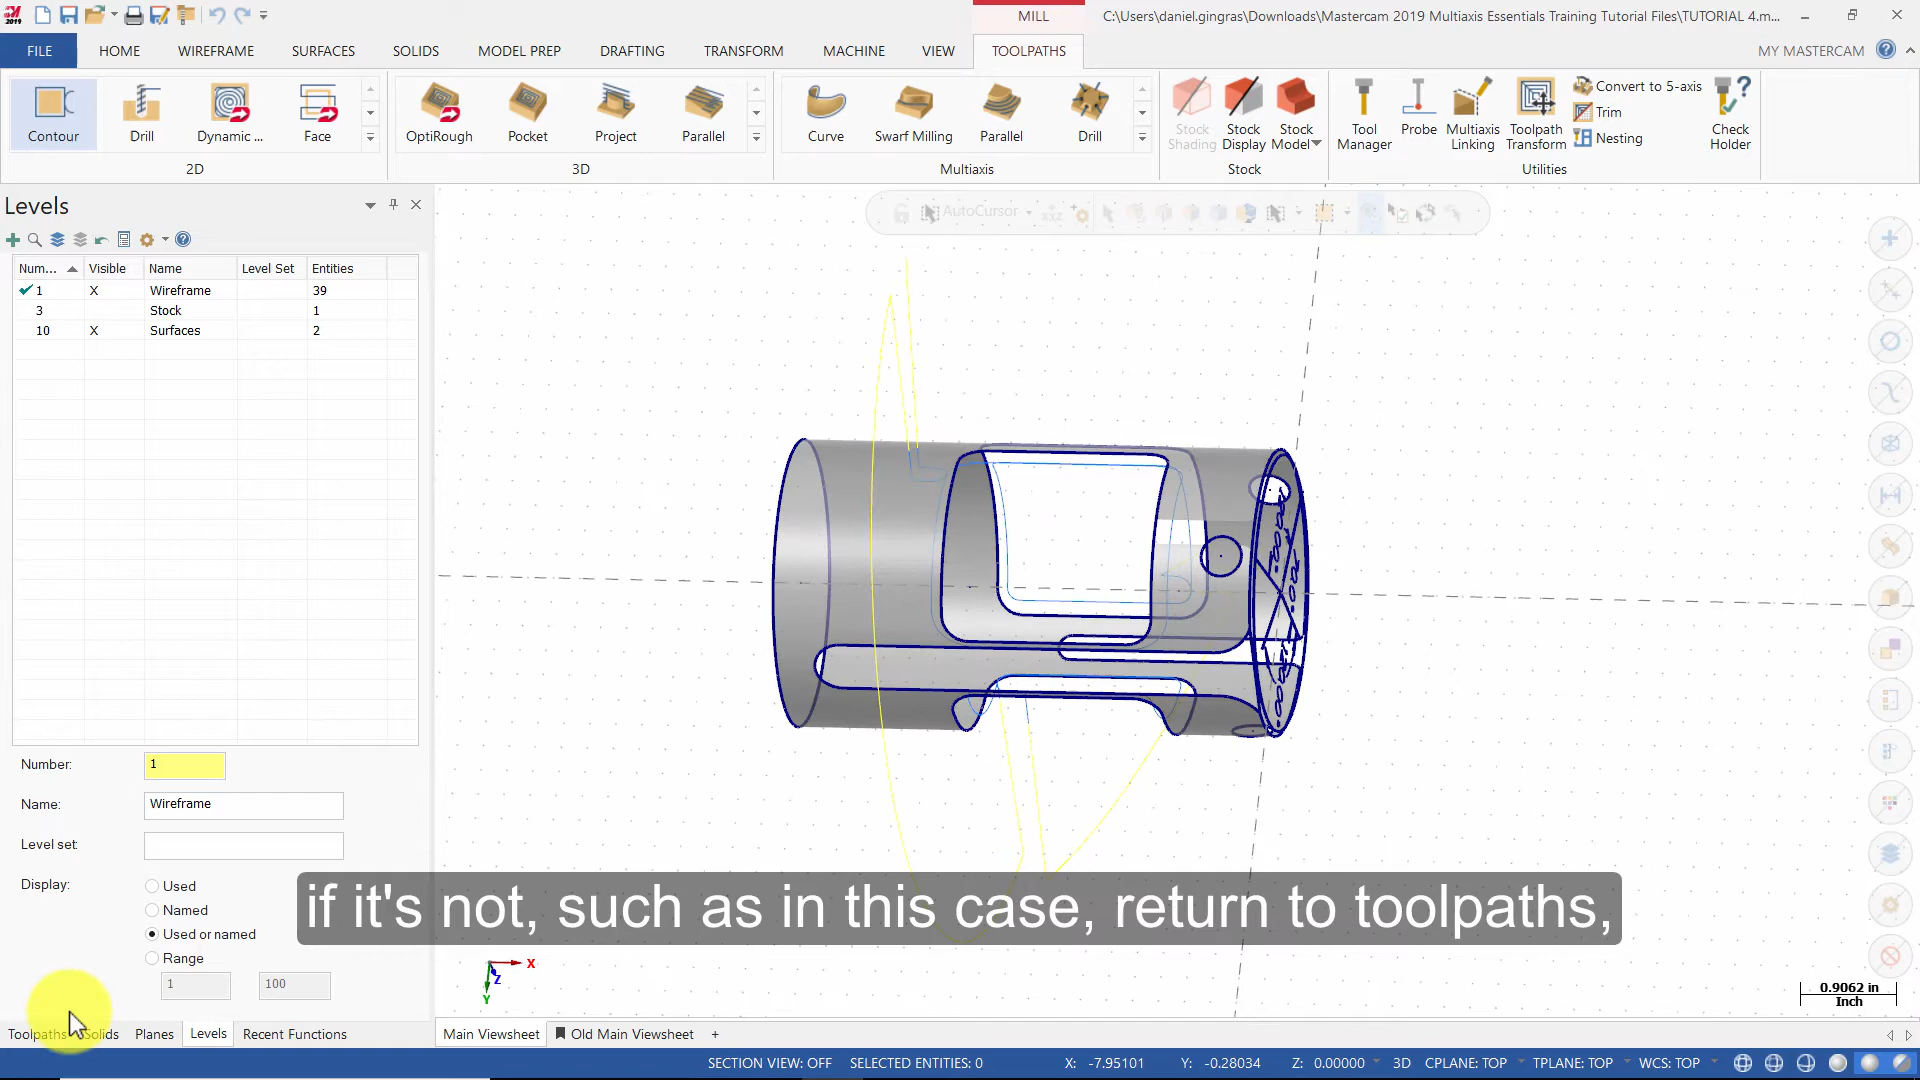 2019
MILL
C:\Users\daniel.gingras\Downloads\Mastercam 2019 Multiaxis Essentials Training Tutorial Files\TUTORIAL 4.m...
FILE HOME WIREFRAME SURFACES SOLIDS MODEL PREP DRAFTING TRANSFORM MACHINE VIEW TOOLPATHS MY MASTERCAM
Contour Drill Dynamic ... Face
2D
OptiRough Pocket Project Parallel
3D
Curve Swarf Milling Parallel Drill
Multiaxis
Stock Shading Stock Display Stock Model
Stock
Tool Manager Probe Multiaxis Linking Toolpath Transform
Convert to 5-axis
Trim
Nesting
Check Holder
Utilities
Levels
AutoCursor
Num... Visible Name Level Set Entities
1 X Wireframe 39
3 Stock 1
10 X Surfaces 2
Number: 1
Name: Wireframe
Level set:
Display: Used
Named
Used or named
Range
1 100
if it's not, such as in this case, return to toolpaths,
X
Z
Y
0.9062 in
Inch
Toolpaths Solids Planes Levels Recent Functions
Main Viewsheet Old Main Viewsheet +
SECTION VIEW: OFF SELECTED ENTITIES: 0 X: -7.95101 Y: -0.28034 Z: 0.00000 3D CPLANE: TOP TPLANE: TOP WCS: TOP